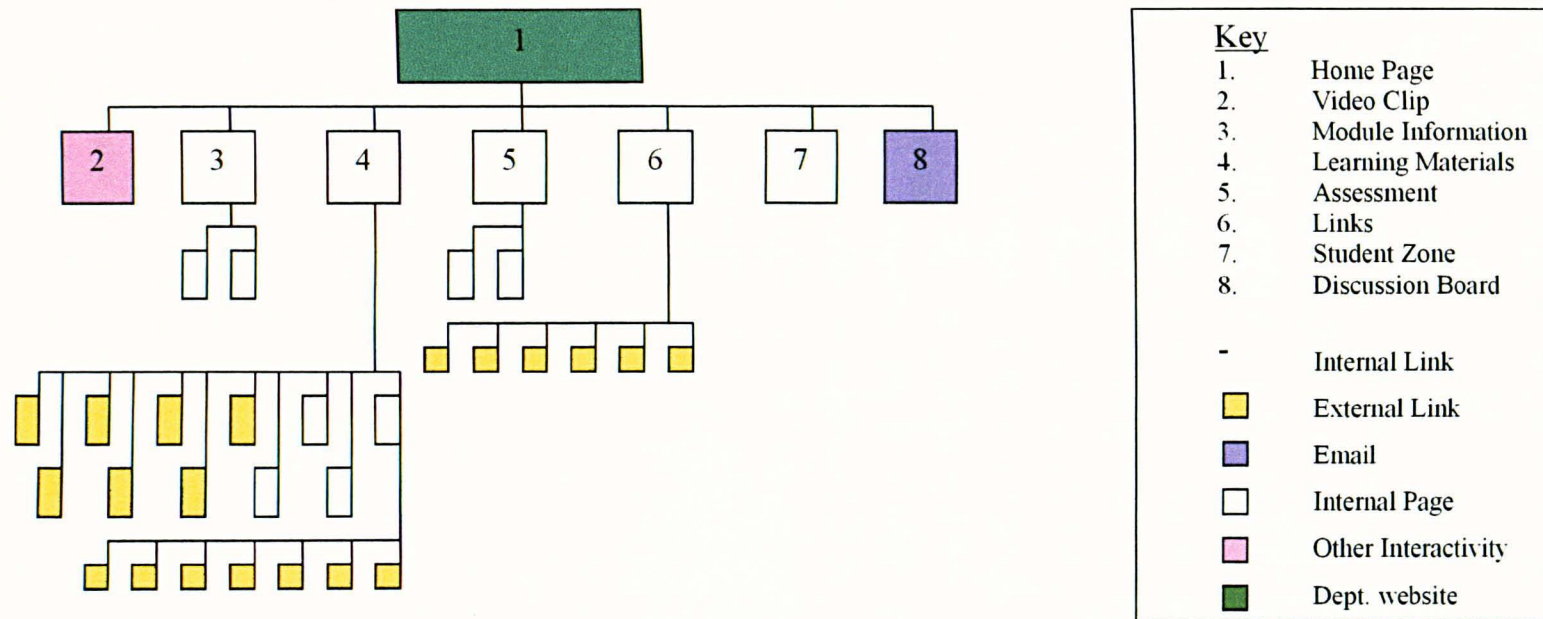 1
2 3 4 5 6 7 8
Key
1. Home Page
2. Video Clip
3. Module Information
4. Learning Materials
5. Assessment
6. Links
7. Student Zone
8. Discussion Board
- Internal Link
External Link
Email
Internal Page
Other Interactivity
Dept. website